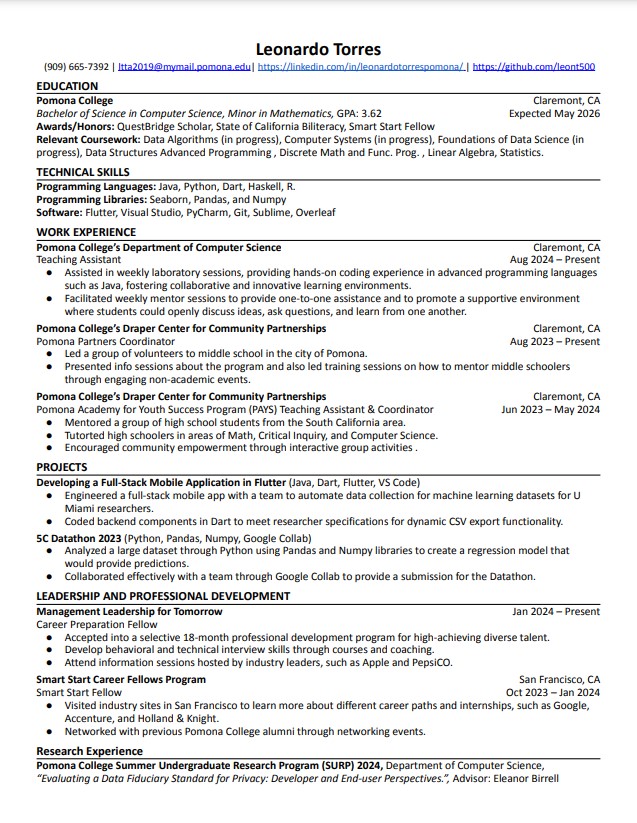 Leonardo Torres
(909) 665-7392 | ltta2019@mymail.pomona.edu| https://linkedin.com/in/leonardotorrespomona/ | https://github.com/leont500
EDUCATION
Pomona College Claremont, CA
Bachelor of Science in Computer Science, Minor in Mathematics, GPA: 3.62 Expected May 2026
Awards/Honors: QuestBridge Scholar, State of California Biliteracy, Smart Start Fellow
Relevant Coursework: Data Algorithms (in progress), Computer Systems (in progress), Foundations of Data Science (in
progress), Data Structures Advanced Programming , Discrete Math and Func. Prog. , Linear Algebra, Statistics.
TECHNICAL SKILLS
Programming Languages: Java, Python, Dart, Haskell, R.
Programming Libraries: Seaborn, Pandas, and Numpy
Software: Flutter, Visual Studio, PyCharm, Git, Sublime, Overleaf
WORK EXPERIENCE
Pomona College's Department of Computer Science Claremont, CA
Teaching Assistant Aug 2024 – Present
● Assisted in weekly laboratory sessions, providing hands-on coding experience in advanced programming languages
such as Java, fostering collaborative and innovative learning environments.
● Facilitated weekly mentor sessions to provide one-to-one assistance and to promote a supportive environment
where students could openly discuss ideas, ask questions, and learn from one another.
Pomona College's Draper Center for Community Partnerships Claremont, CA
Pomona Partners Coordinator Aug 2023 – Present
● Led a group of volunteers to middle school in the city of Pomona.
● Presented info sessions about the program and also led training sessions on how to mentor middle schoolers
through engaging non-academic events.
Pomona College's Draper Center for Community Partnerships Claremont, CA
Pomona Academy for Youth Success Program (PAYS) Teaching Assistant & Coordinator Jun 2023 – May 2024
● Mentored a group of high school students from the South California area.
● Tutorted high schoolers in areas of Math, Critical Inquiry, and Computer Science.
● Encouraged community empowerment through interactive group activities .
PROJECTS
Developing a Full-Stack Mobile Application in Flutter (Java, Dart, Flutter, VS Code)
● Engineered a full-stack mobile app with a team to automate data collection for machine learning datasets for U
Miami researchers.
● Coded backend components in Dart to meet researcher specifications for dynamic CSV export functionality.
5C Datathon 2023 (Python, Pandas, Numpy, Google Collab)
● Analyzed a large dataset through Python using Pandas and Numpy libraries to create a regression model that
would provide predictions.
● Collaborated effectively with a team through Google Collab to provide a submission for the Datathon.
LEADERSHIP AND PROFESSIONAL DEVELOPMENT
Management Leadership for Tomorrow Jan 2024 – Present
Career Preparation Fellow
● Accepted into a selective 18-month professional development program for high-achieving diverse talent.
● Develop behavioral and technical interview skills through courses and coaching.
● Attend information sessions hosted by industry leaders, such as Apple and PepsiCO.
Smart Start Career Fellows Program San Francisco, CA
Smart Start Fellow Oct 2023 – Jan 2024
● Visited industry sites in San Francisco to learn more about different career paths and internships, such as Google,
Accenture, and Holland & Knight.
● Networked with previous Pomona College alumni through networking events.
Research Experience
Pomona College Summer Undergraduate Research Program (SURP) 2024, Department of Computer Science,
“Evaluating a Data Fiduciary Standard for Privacy: Developer and End-user Perspectives.”, Advisor: Eleanor Birrell